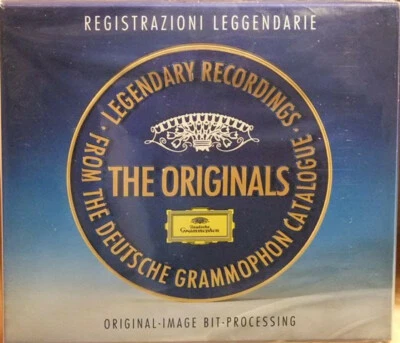 REGISTRAZIONI LEGGENDARIE
· LEGENDARY RECORDINGS ·
FROM THE DEUTSCHE GRAMMOPHON CATALOGUE
THE ORIGINALS
Deutsche
Grammophon
ORIGINAL-IMAGE BIT-PROCESSING